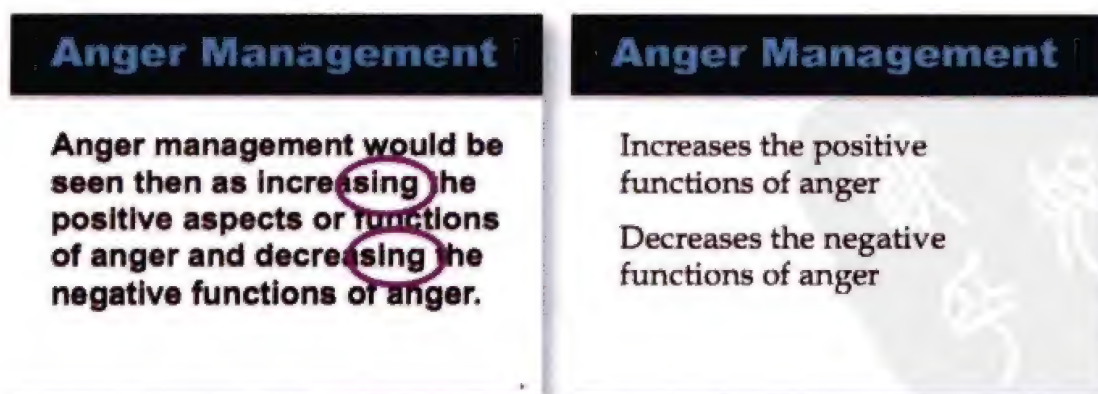 Anger Management
Anger management would be
seen then as increasing the
positive aspects or functions
of anger and decreasing the
negative functions of anger.
Anger Management
Increases the positive
functions of anger
Decreases the negative
functions of anger